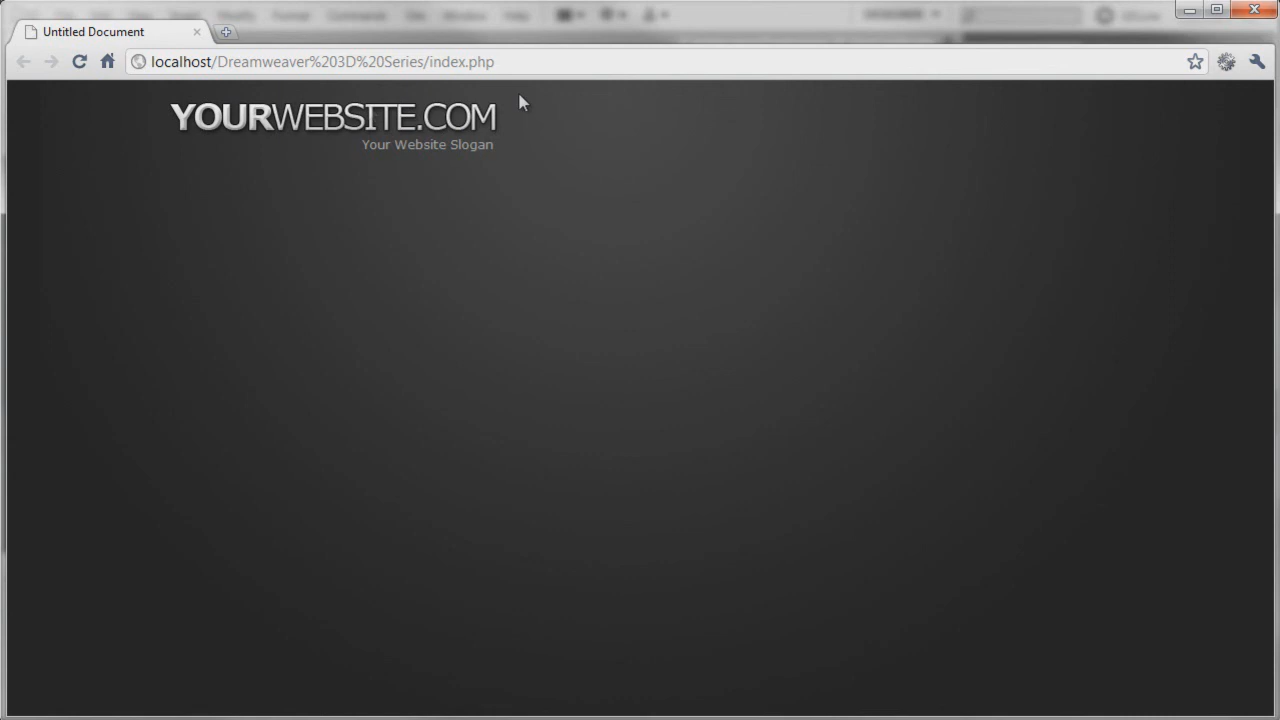 Untitled Document
localhost/Dreamweaver%203D%20Series/index.php
YOURWEBSITE.COM
Your Website Slogan